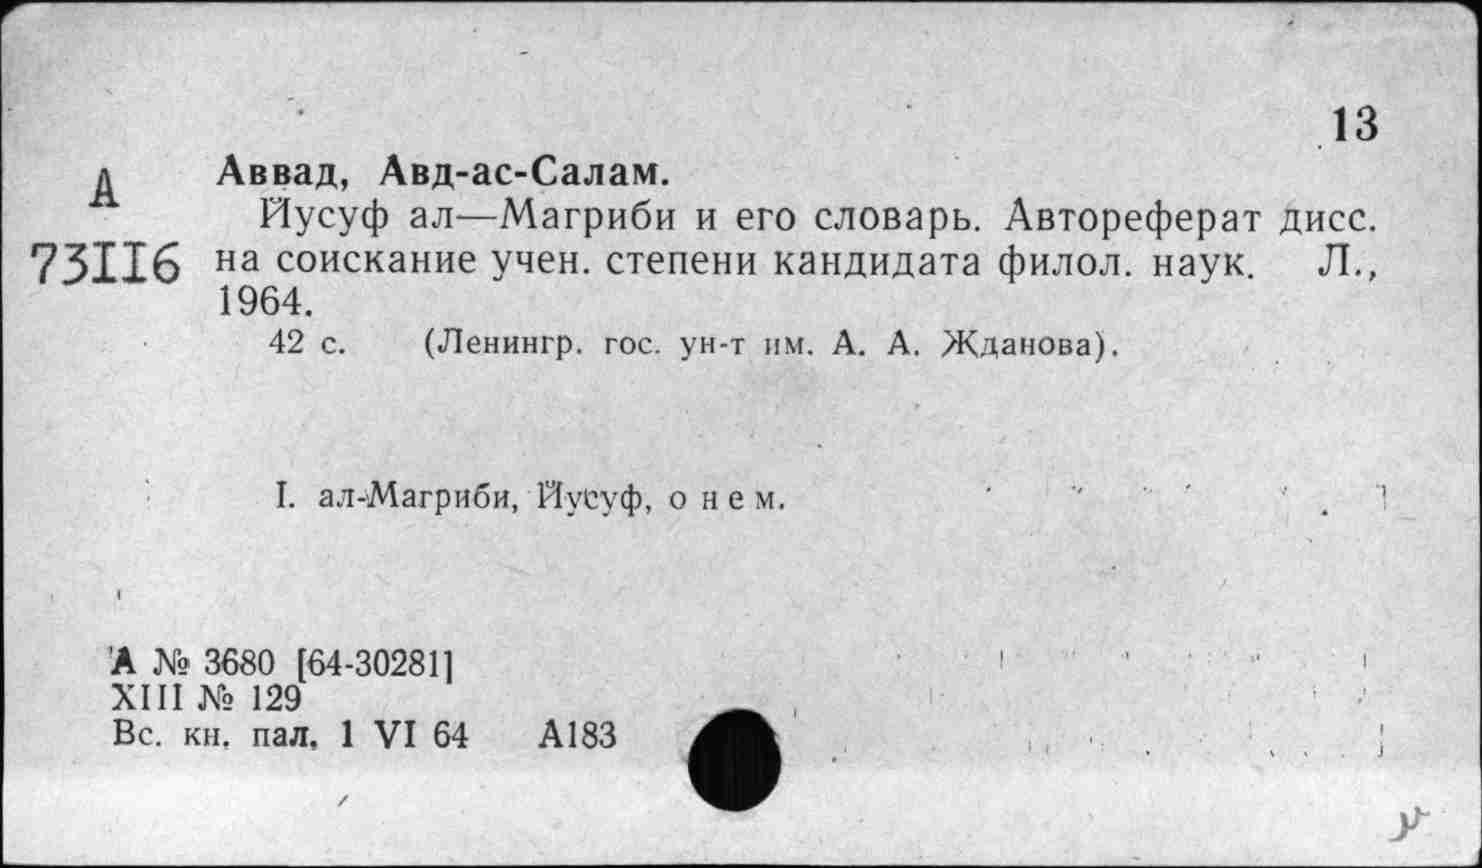 13
А
73116
Аввад, Авд-ас-Салам.
Йусуф ал—Магриби и его словарь. Автореферат дисс.
на соискание учен. степени кандидата филол. наук. Л.,
1964.
42 с. (Ленингр. гос. ун-т им. А. А. Жданова).
I. ал-Магриби, Йусуф, о нем.
А № 3680 [64-30281]
XIII № 129
Вс. кн. пал. 1 VI 64 А183